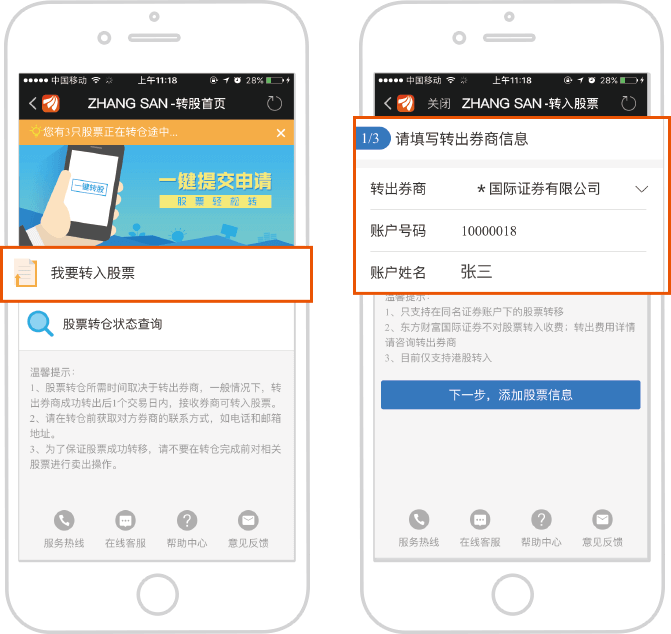 中国移动
上午11:18
28%
ZHANG SAN -转股首页
您有3只股票正在转仓途中...
一键转股
一键提交申请
股票轻松转
我要转入股票
股票转仓状态查询
温馨提示：
1、股票转仓所需时间取决于转出券商，一般情况下，转
出券商成功转出后1个交易日内，接收券商可转入股票。
2、请在转仓前获取对方券商的联系方式，如电话和邮箱
地址。
3、为了保证股票成功转移，请不要在转仓完成前对相关
股票进行卖出操作。
服务热线 在线客服 帮助中心 意见反馈
中国移动
上午11:18
28%
关闭 ZHANG SAN -转入股票
1/3 请填写转出券商信息
转出券商 *国际证券有限公司
账户号码 10000018
账户姓名 张三
温馨提示：
1、只支持在同名证券账户下的股票转移
2、东方财富国际证券不对股票转入收费；转出费用详情
请咨询转出券商
3、目前仅支持港股转入
下一步，添加股票信息
服务热线 在线客服 帮助中心 意见反馈